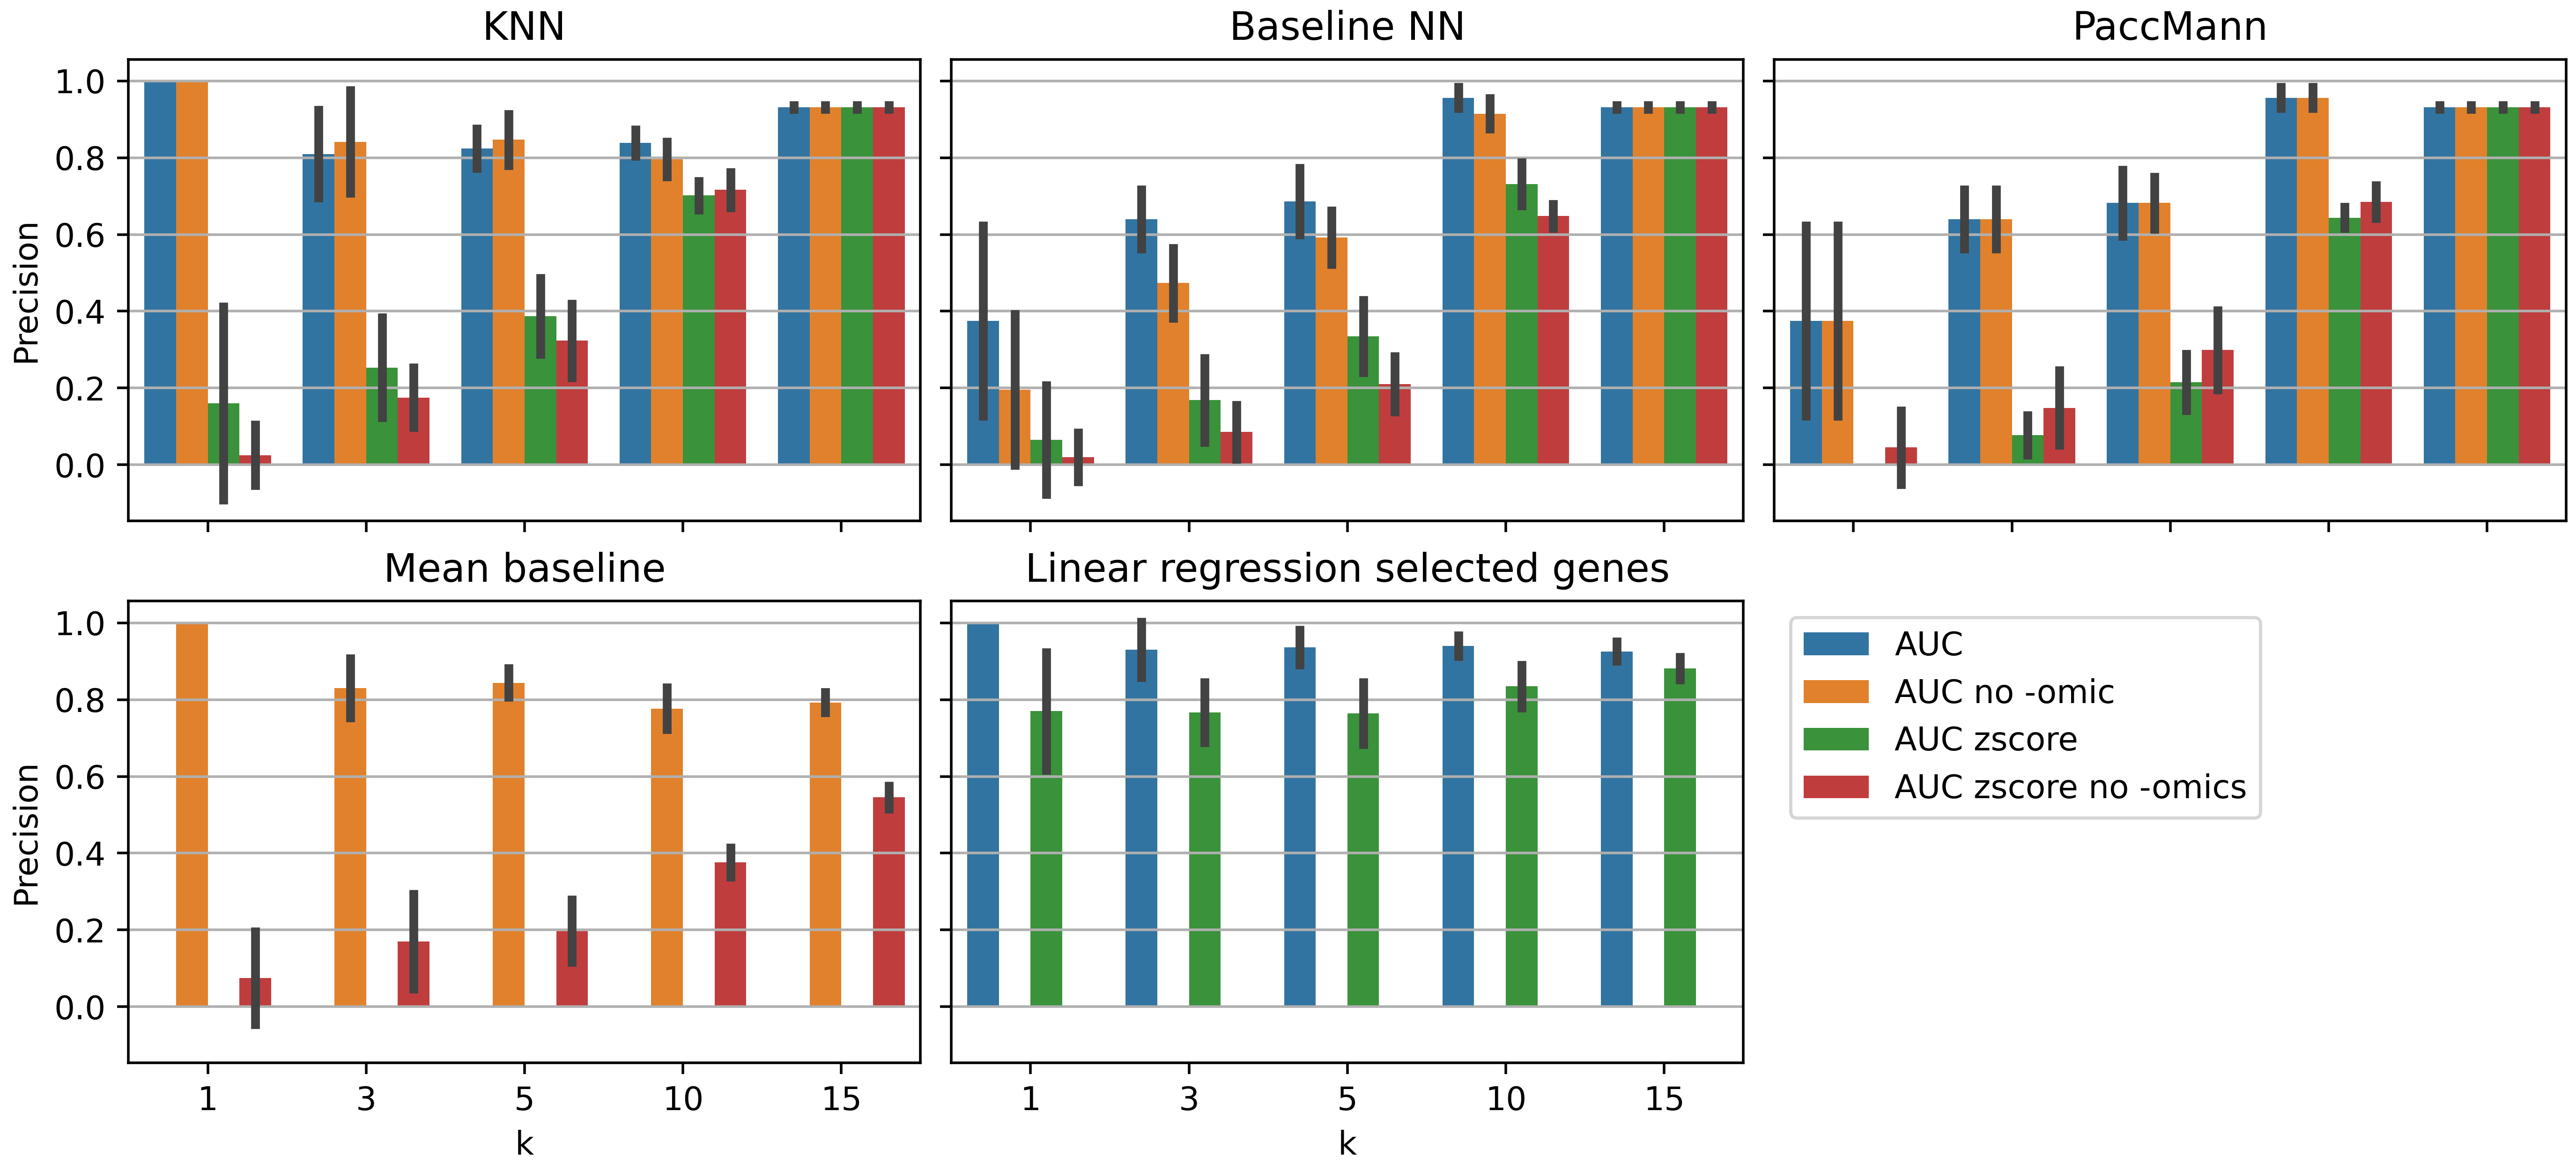 KNN
Baseline NN
PaccMann
Precision
1.0
0.8
0.6
0.4
0.2
0.0
Mean baseline
Linear regression selected genes
Precision
1.0
0.8
0.6
0.4
0.2
0.0
1 3 5 10 15
k
1 3 5 10 15
k
AUC
AUC no -omic
AUC zscore
AUC zscore no -omics